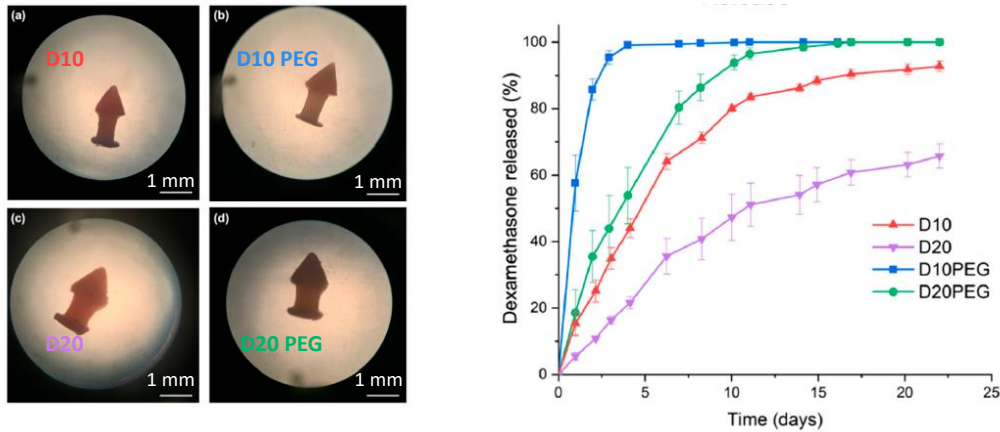 (a)
D10
1 mm
(b)
D10 PEG
1 mm
(c)
D20
1 mm
(d)
D20 PEG
1 mm
Dexamethasone released (%)
100
80
60
40
20
0
D10
D20
D10PEG
D20PEG
0 5 10 15 20 25
Time (days)